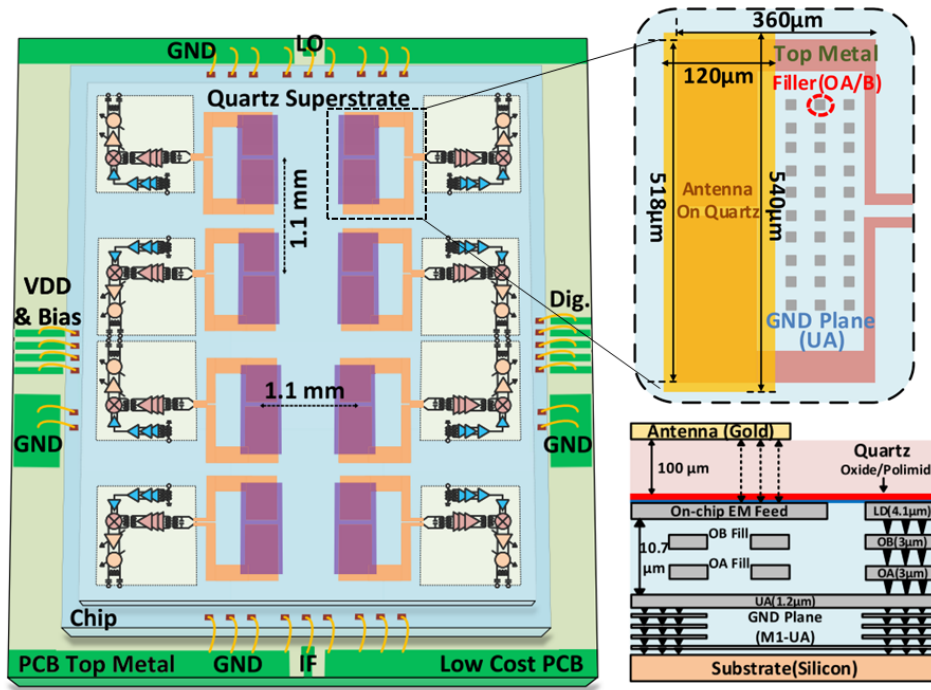 GND
LO
Quartz Superstrate
1.1 mm
VDD
& Bias
Dig.
1.1 mm
GND
GND
Chip
PCB Top Metal
GND
IF
Low Cost PCB
360μm
Top Metal
120μm
Filler(OA/B)
518μm
Antenna
On Quartz
540μm
GND Plane
(UA)
Antenna (Gold)
100 μm
Quartz
Oxide/Polimid
On-chip EM Feed
LD(4.1μm)
10.7
μm
OB Fill
OB(3μm)
OA Fill
OA(3μm)
UA(1.2μm)
GND Plane
(M1-UA)
Substrate(Silicon)